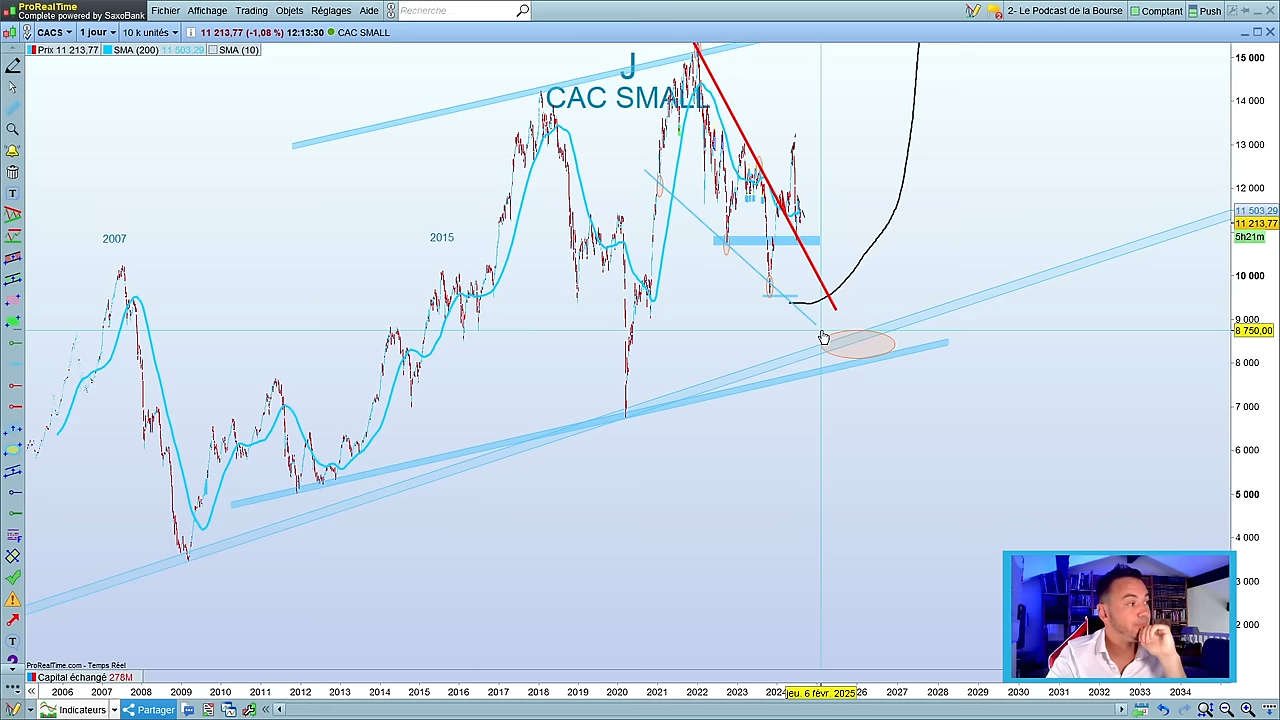 ProRealTime
Complete powered by SaxoBank
Fichier Affichage Trading Objets Réglages Aide Recherche... 2- Le Podcast de la Bourse Comptant Push
CACS 1 jour 10 k unités 11 213,77 (-1,08 %) 12:13:30 CAC SMALL
Prix 11 213,77 SMA (200) 11 503,29 SMA (10)
J
CAC SMALL
2007
2015
15 000
14 000
13 000
12 000
11 503,29
11 213,77
5h21m
10 000
9 000
8 750,00
8 000
7 000
6 000
5 000
4 000
3 000
2 000
ProRealTime.com - Temps Réel
Capital échangé 278M
2006 2007 2008 2009 2010 2011 2012 2013 2014 2015 2016 2017 2018 2019 2020 2021 2022 2023 jeu. 6 févr. 2025 2027 2028 2029 2030 2031 2032 2033 2034
Indicateurs Partager